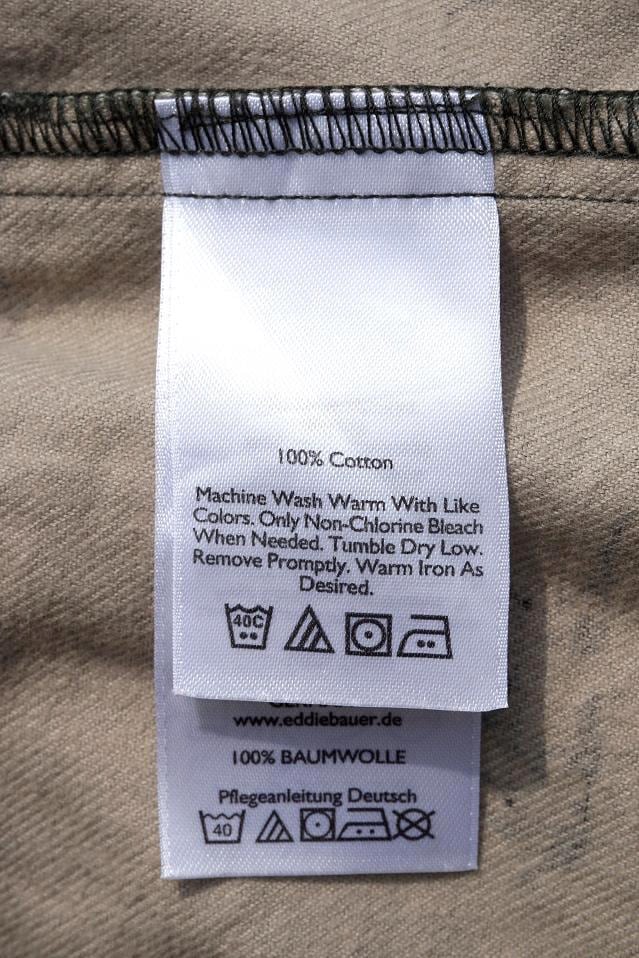 100% Cotton
Machine Wash Warm With Like
Colors. Only Non-Chlorine Bleach
When Needed. Tumble Dry Low.
Remove Promptly. Warm Iron As
Desired.
40C
www.eddiebauer.de
100% BAUMWOLLE
Pflegeanleitung Deutsch
40